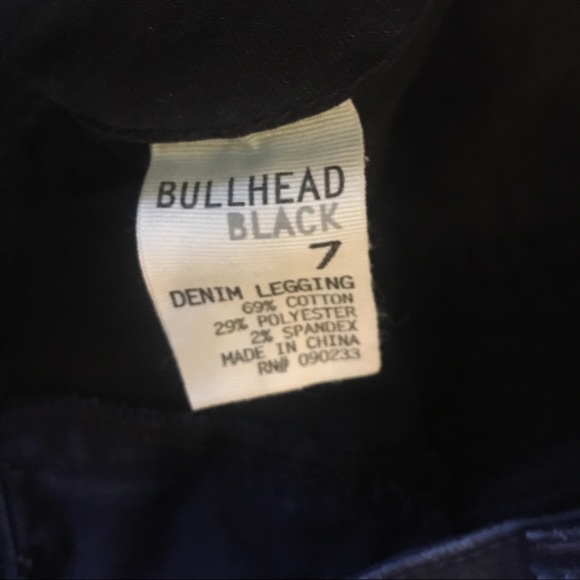 BULLHEAD
BLACK
7
DENIM LEGGING
69% COTTON
29% POLYESTER
2% SPANDEX
MADE IN CHINA
RN# 090233